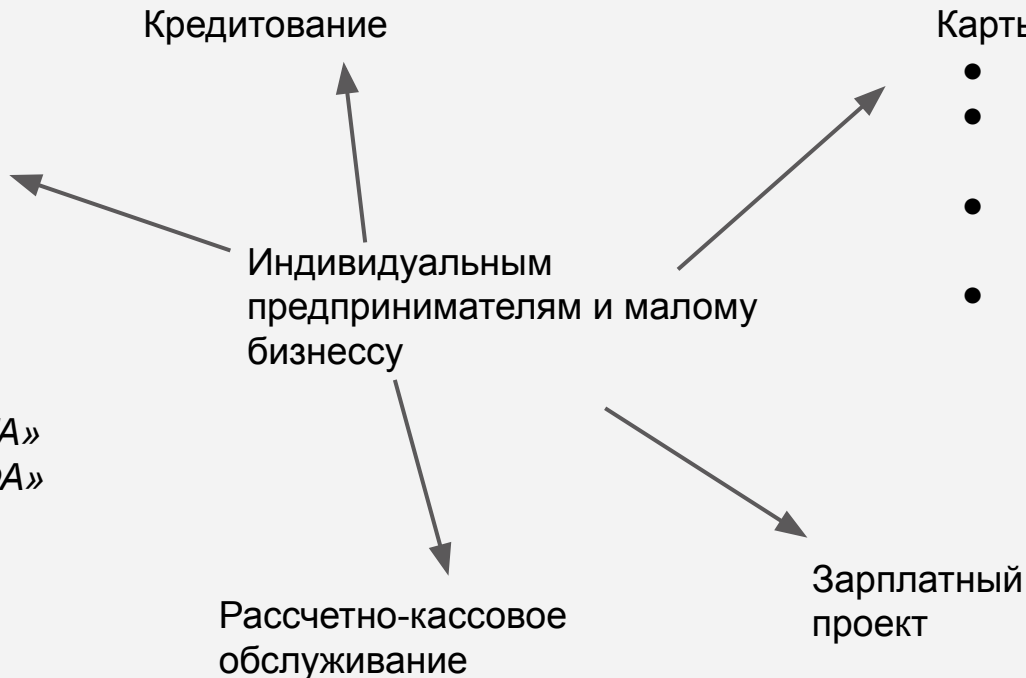 Кредитование
Карты
Индивидуальным
предпринимателям и малому
бизнессу
Зарплатный
проект
Рассчетно-кассовое
обслуживание